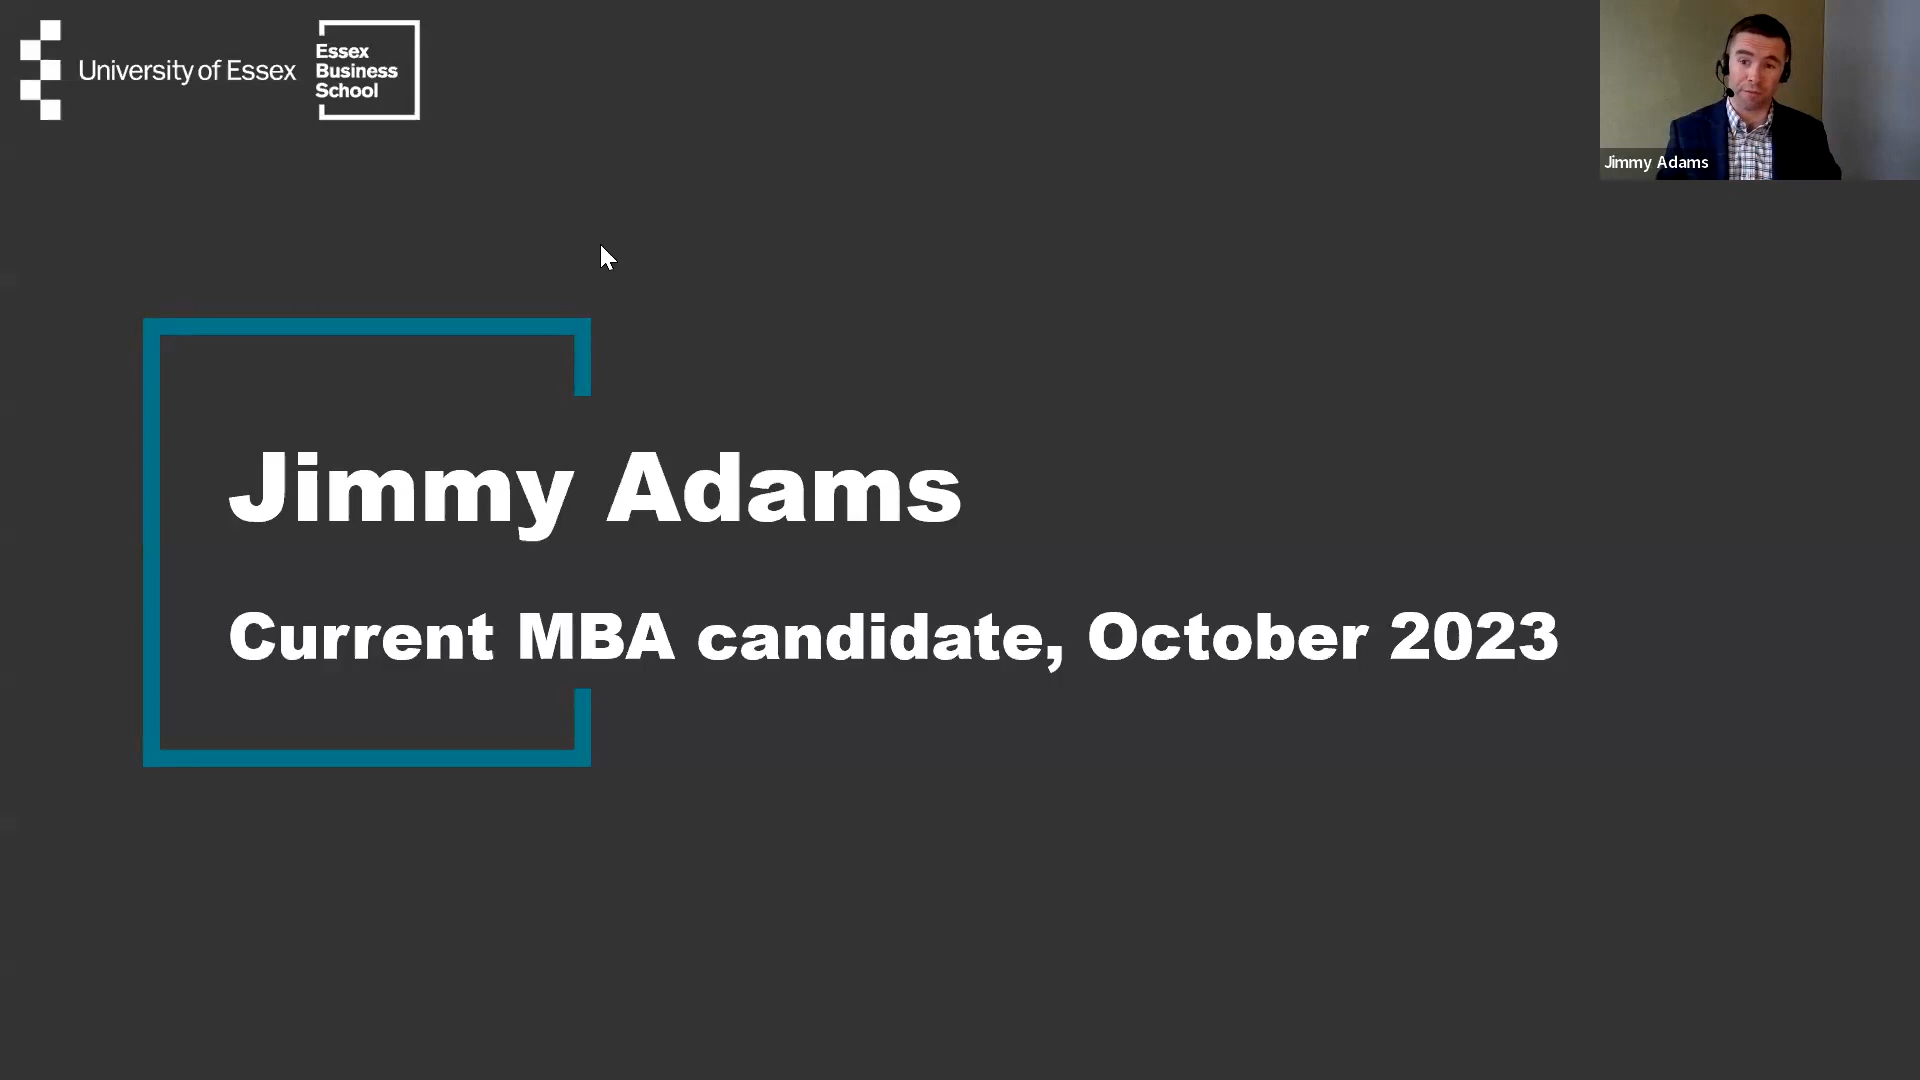 University of Essex
Essex
Business
School
Jimmy Adams
Jimmy Adams
Current MBA candidate, October 2023